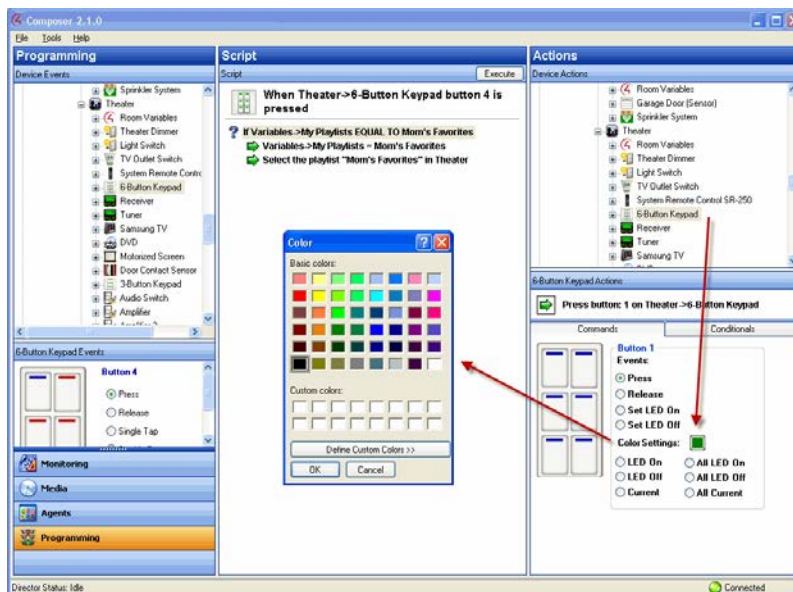 Composer 2.1.0
File Tools Help
Programming
Device Events
Sprinkler System
Theater
Room Variables
Theater Dimmer
Light Switch
TV Outlet Switch
System Remote Contro
6-Button Keypad
Receiver
Tuner
Samsung TV
DVD
Motorized Screen
Door Contact Sensor
3-Button Keypad
Audio Switch
Amplifier
6-Button Keypad Events
Button 4
Press
Release
Single Tap
Monitoring
Media
Agents
Programming
Script
Script
Execute
When Theater->6-Button Keypad button 4 is
pressed
If Variables->My Playlists EQUAL TO Mom's Favorites
Variables->My Playlists = Mom's Favorites
Select the playlist "Mom's Favorites" in Theater
Color
Basic colors:
Custom colors:
Define Custom Colors >>
OK Cancel
Actions
Device Actions
Room Variables
Garage Door (Sensor)
Sprinkler System
Theater
Room Variables
Theater Dimmer
Light Switch
TV Outlet Switch
System Remote Control SR-250
6-Button Keypad
Receiver
Tuner
Samsung TV
6-Button Keypad Actions
Press button: 1 on Theater->6-Button Keypad
Commands Conditionals
Button 1
Events:
Press
Release
Set LED On
Set LED Off
Color Settings:
LED On All LED On
LED Off All LED Off
Current All Current
Director Status: Idle
Connected